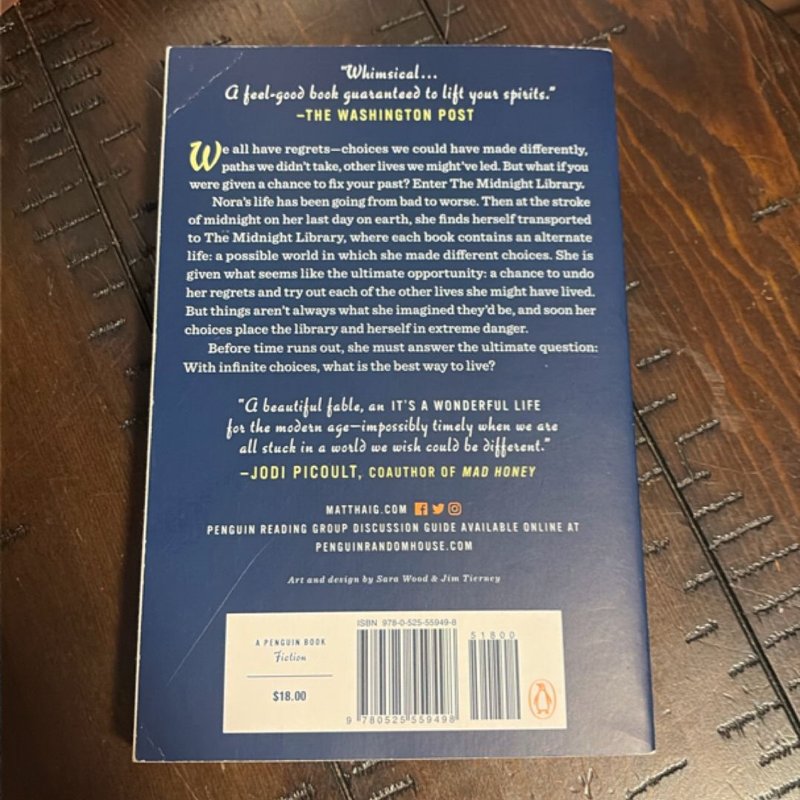 "Whimsical...
A feel-good book guaranteed to lift your spirits."
—THE WASHINGTON POST
We all have regrets—choices we could have made differently,
paths we didn't take, other lives we might've led. But what if you
were given a chance to fix your past? Enter The Midnight Library.
Nora's life has been going from bad to worse. Then at the stroke
of midnight on her last day on earth, she finds herself transported
to The Midnight Library, where each book contains an alternate
life: a possible world in which she made different choices. She is
given what seems like the ultimate opportunity: a chance to undo
her regrets and try out each of the other lives she might have lived.
But things aren't always what she imagined they'd be, and soon her
choices place the library and herself in extreme danger.
Before time runs out, she must answer the ultimate question:
With infinite choices, what is the best way to live?
"A beautiful fable, an IT'S A WONDERFUL LIFE
for the modern age—impossibly timely when we are
all stuck in a world we wish could be different."
—JODI PICOULT, COAUTHOR OF MAD HONEY
MATTHAIG.COM
PENGUIN READING GROUP DISCUSSION GUIDE AVAILABLE ONLINE AT
PENGUINRANDOMHOUSE.COM
Art and design by Sara Wood & Jim Tierney
A PENGUIN BOOK
Fiction
$18.00
ISBN 978-0-525-55949-8
51800
9 780525 559498